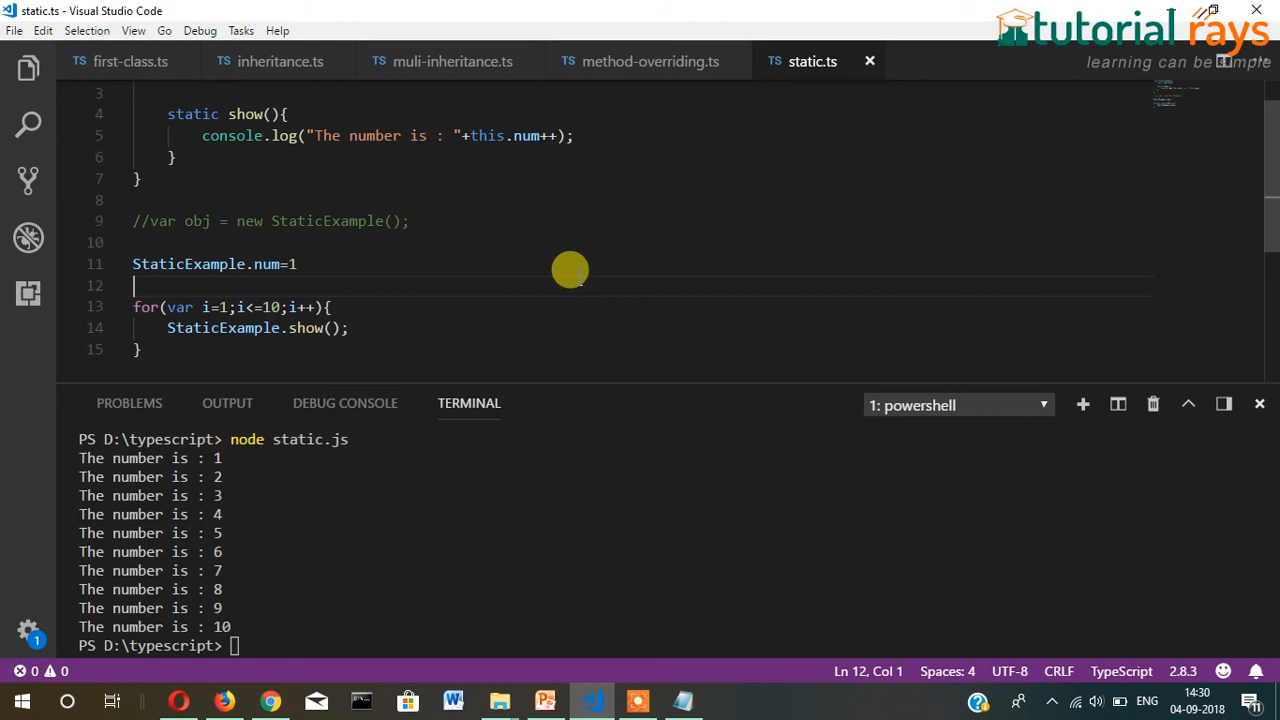 static.ts - Visual Studio Code
File Edit Selection View Go Debug Tasks Help
tutorial rays
learning can be simple
TS first-class.ts TS inheritance.ts TS muli-inheritance.ts TS method-overriding.ts TS static.ts
3
4 static show(){
5 console.log("The number is : "+this.num++);
6 }
7 }
8
9 //var obj = new StaticExample();
10
11 StaticExample.num=1
12
13 for(var i=1;i<=10;i++){
14 StaticExample.show();
15 }
PROBLEMS OUTPUT DEBUG CONSOLE TERMINAL 1: powershell
PS D:\typescript> node static.js
The number is : 1
The number is : 2
The number is : 3
The number is : 4
The number is : 5
The number is : 6
The number is : 7
The number is : 8
The number is : 9
The number is : 10
PS D:\typescript>
1
0 0 Ln 12, Col 1 Spaces: 4 UTF-8 CRLF TypeScript 2.8.3
ENG 14:30
04-09-2018 11